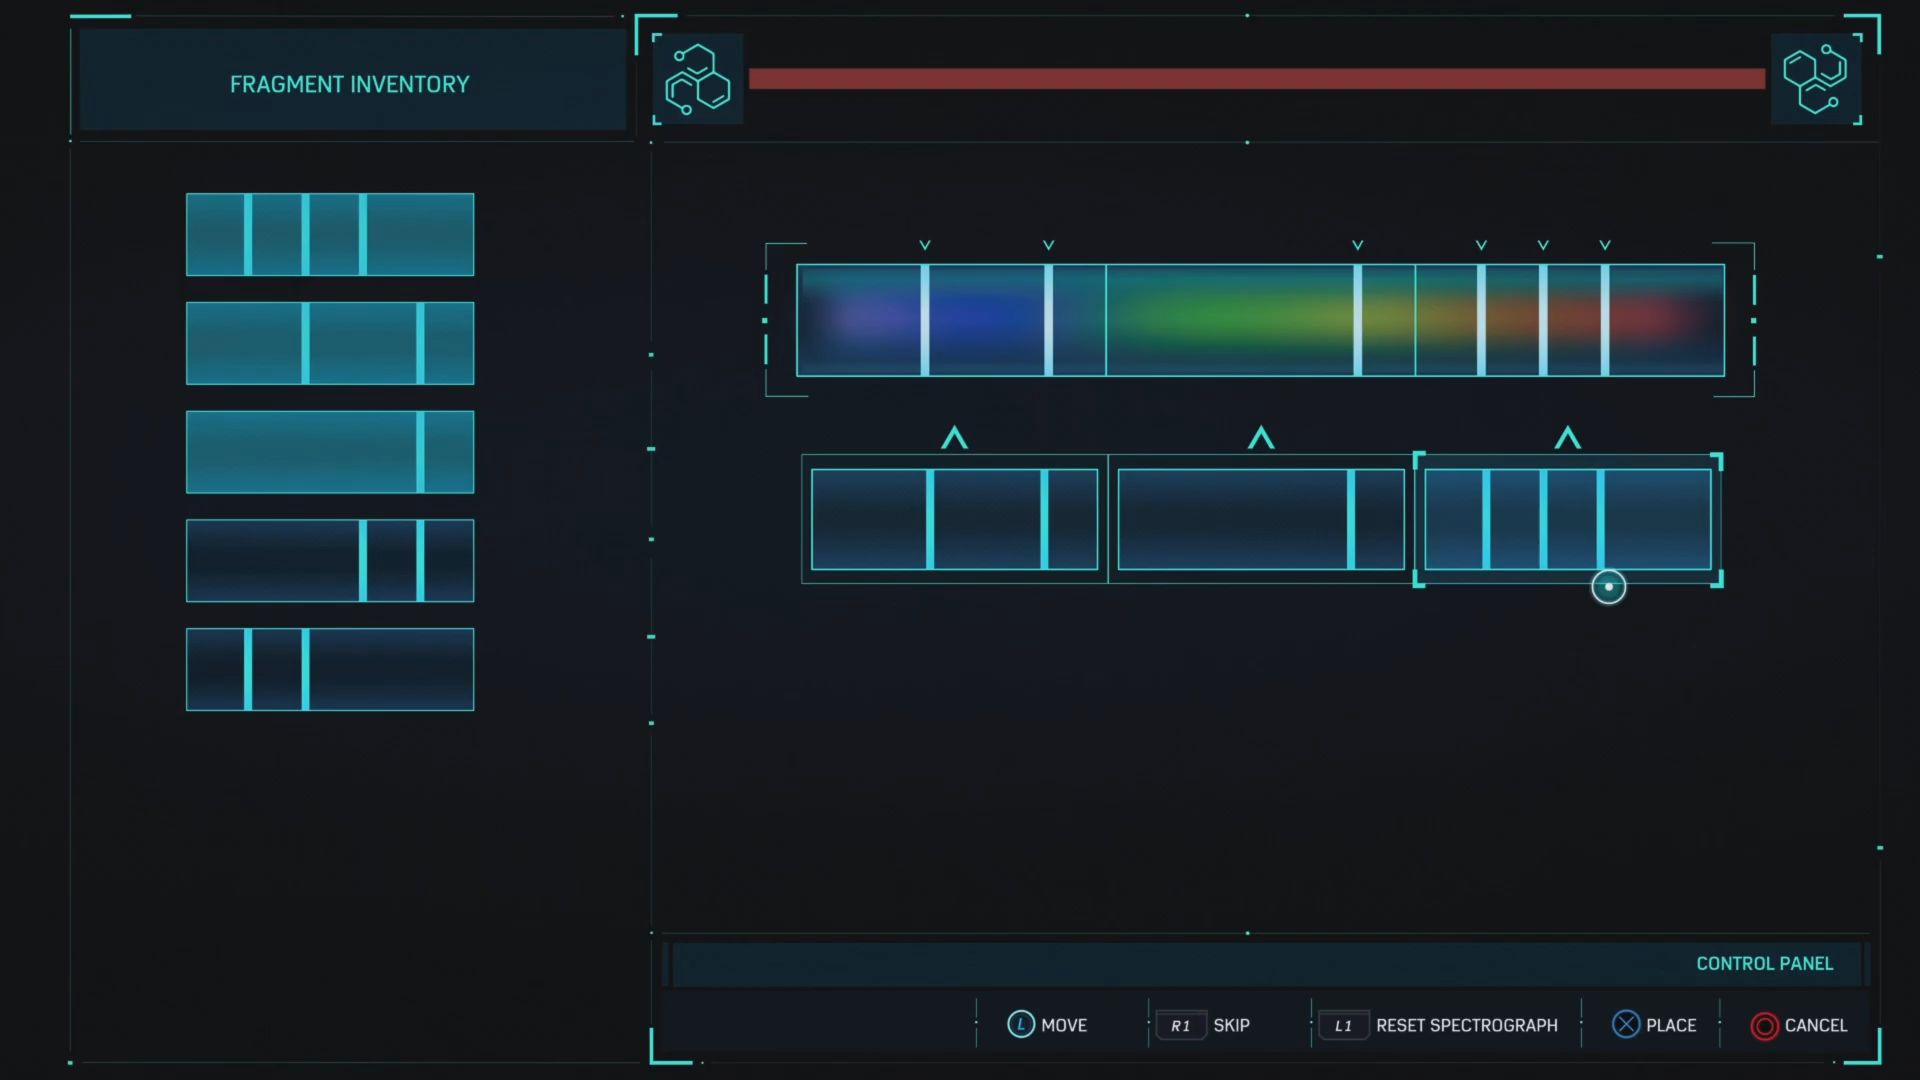 FRAGMENT INVENTORY
CONTROL PANEL
L MOVE
R1 SKIP
L1 RESET SPECTROGRAPH
PLACE
CANCEL